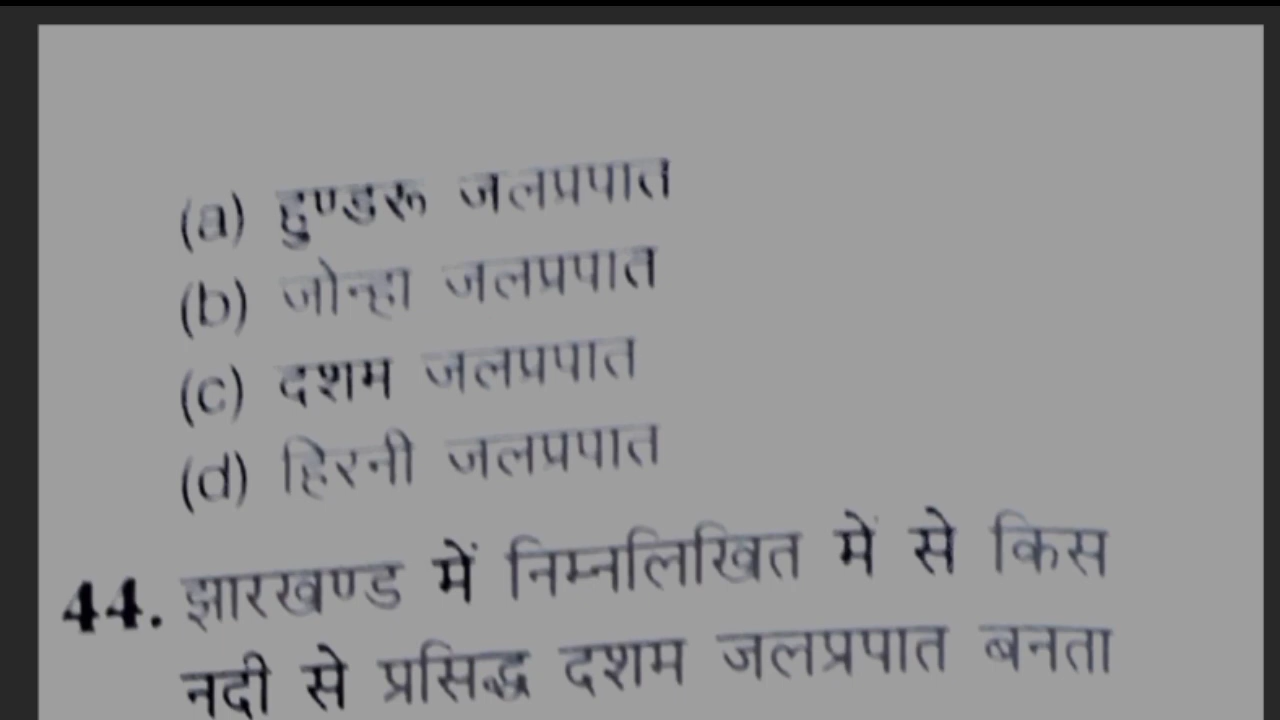 (a) हुण्डरू जलप्रपात
(b) जोन्हा जलप्रपात
(c) दशम जलप्रपात
(d) हिरनी जलप्रपात
44. झारखण्ड में निम्नलिखित में से किस
नदी से प्रसिद्ध दशम जलप्रपात बनता